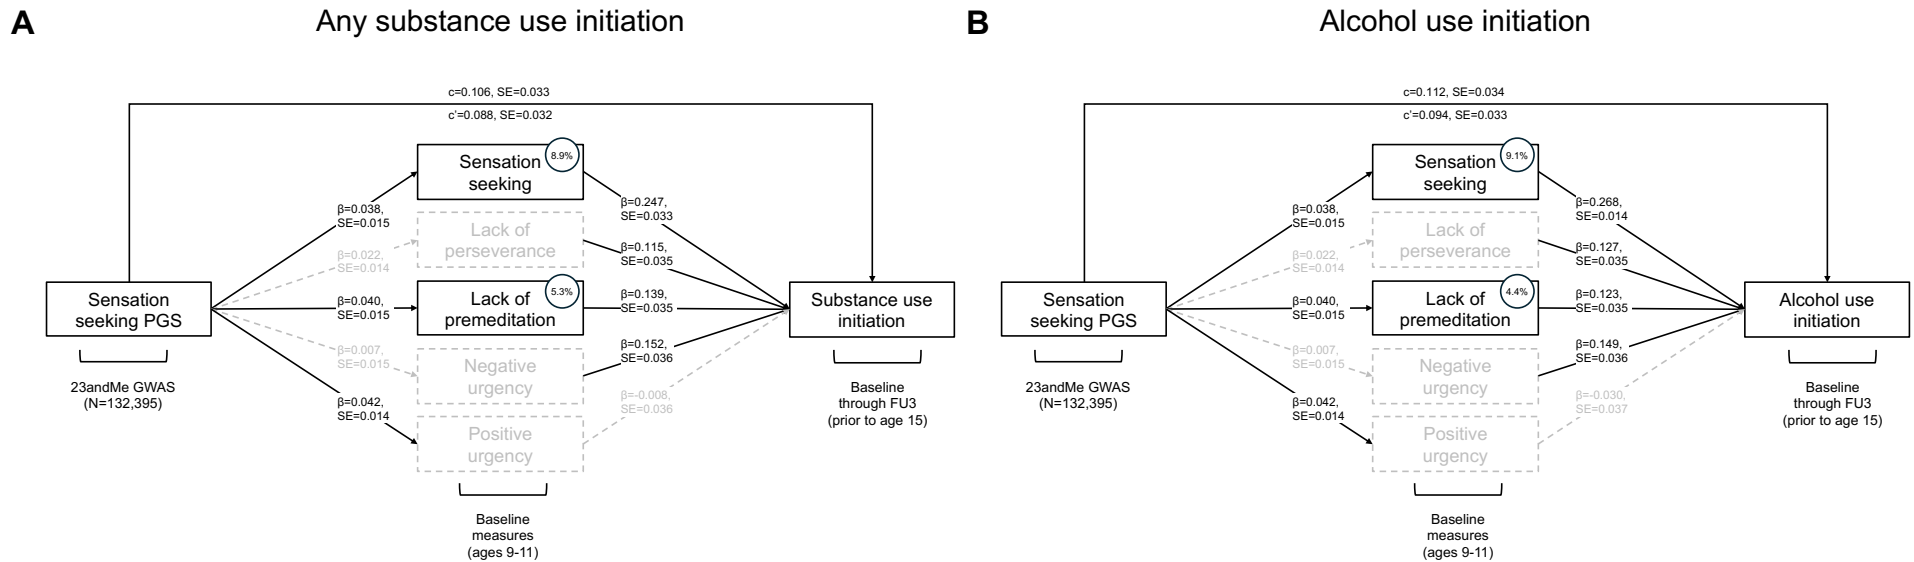 A
Any substance use initiation
c=0.106, SE=0.033
c'=0.088, SE=0.032
Sensation
seeking
8.9%
β=0.038,
SE=0.015
β=0.247,
SE=0.033
Lack of
perseverance
β=0.022,
SE=0.014
β=0.115,
SE=0.035
Sensation
seeking PGS
β=0.040,
SE=0.015
Lack of
premeditation
5.3%
β=0.139,
SE=0.035
Substance use
initiation
β=0.007,
SE=0.015
Negative
urgency
β=0.152,
SE=0.036
23andMe GWAS
(N=132,395)
β=0.042,
SE=0.014
Positive
urgency
β=-0.008,
SE=0.036
Baseline
through FU3
(prior to age 15)
Baseline
measures
(ages 9-11)
B
Alcohol use initiation
c=0.112, SE=0.034
c'=0.094, SE=0.033
Sensation
seeking
9.1%
β=0.038,
SE=0.015
β=0.268,
SE=0.014
Lack of
perseverance
β=0.022,
SE=0.014
β=0.127,
SE=0.035
Sensation
seeking PGS
β=0.040,
SE=0.015
Lack of
premeditation
4.4%
β=0.123,
SE=0.035
Alcohol use
initiation
β=0.007,
SE=0.015
Negative
urgency
β=0.149,
SE=0.036
23andMe GWAS
(N=132,395)
β=0.042,
SE=0.014
Positive
urgency
β=-0.030,
SE=0.037
Baseline
through FU3
(prior to age 15)
Baseline
measures
(ages 9-11)